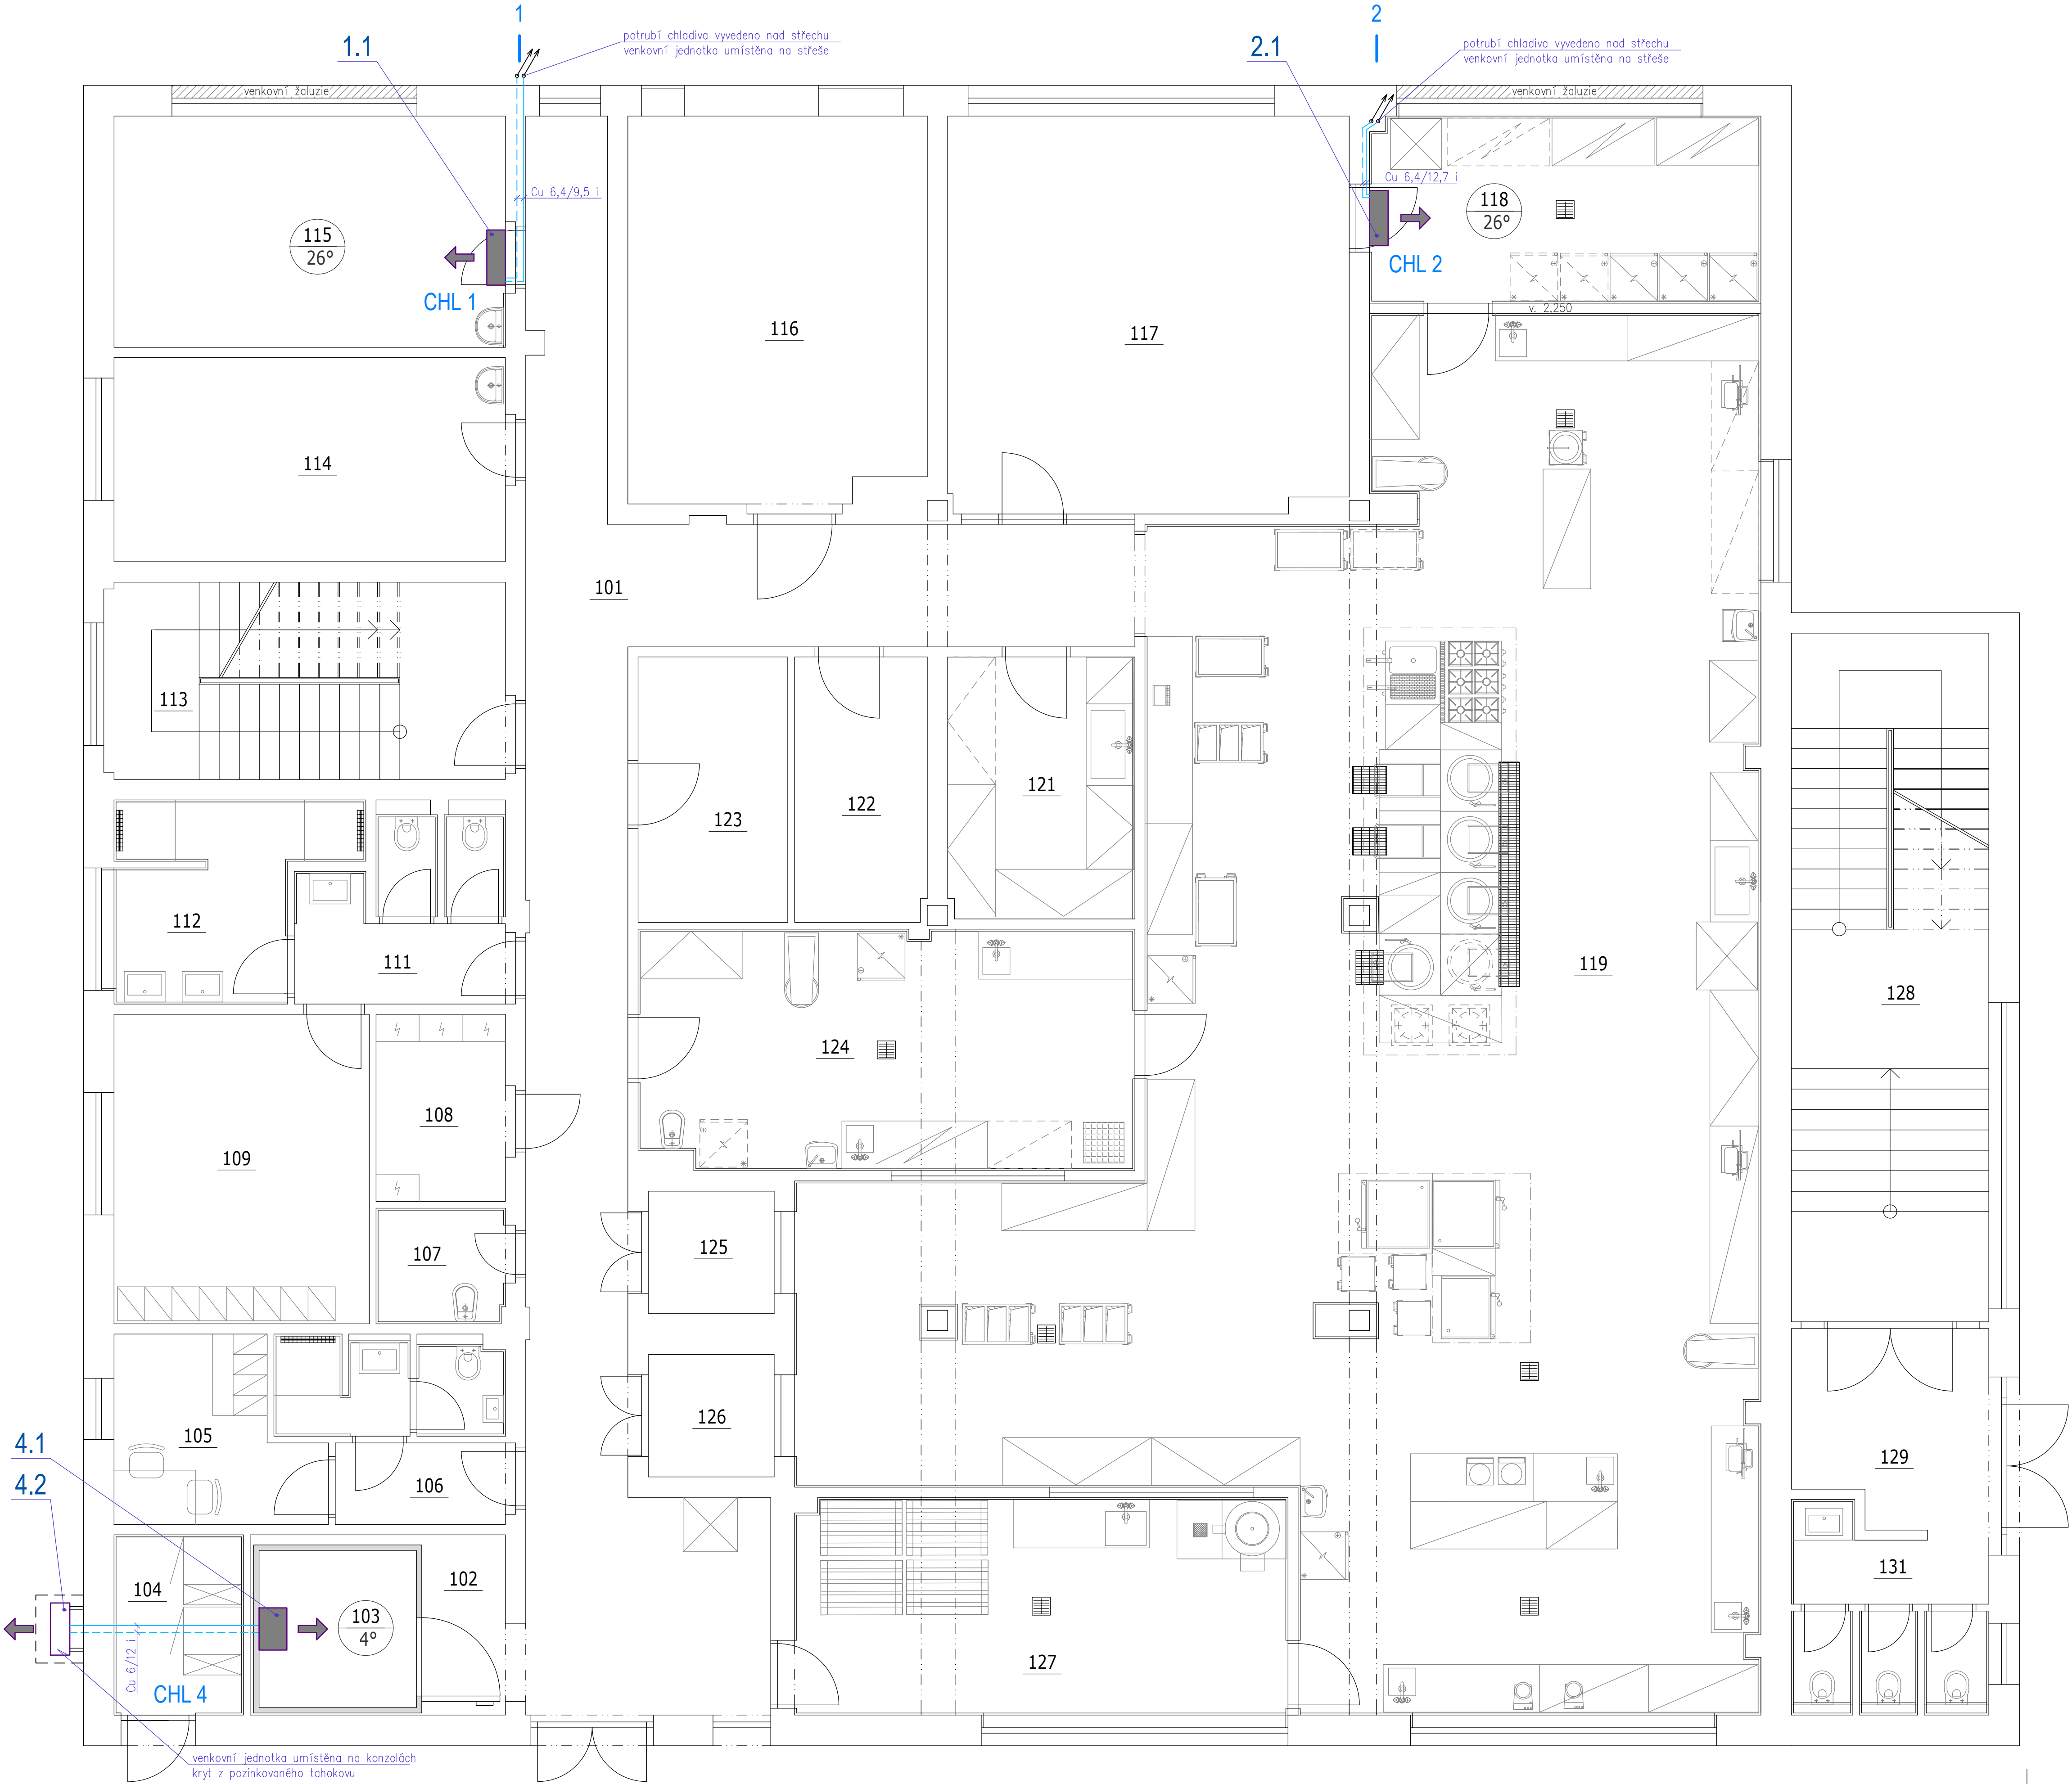 1
2
1.1
potrubí chladiva vyvedeno nad střechu
venkovní jednotka umístěna na střeše
2.1
potrubí chladiva vyvedeno nad střechu
venkovní jednotka umístěna na střeše
venkovní žaluzie
venkovní žaluzie
Cu 6,4/9,5 i
Cu 6,4/12,7 i
115
26°
118
26°
CHL 1
CHL 2
v. 2,250
116
117
114
101
113
123
122
121
112
111
119
128
124
108
109
107
125
126
105
106
129
4.1
4.2
104
102
103
4°
131
127
Cu 6/12 i
CHL 4
venkovní jednotka umístěna na konzolách
kryt z pozinkovaného tahokovu